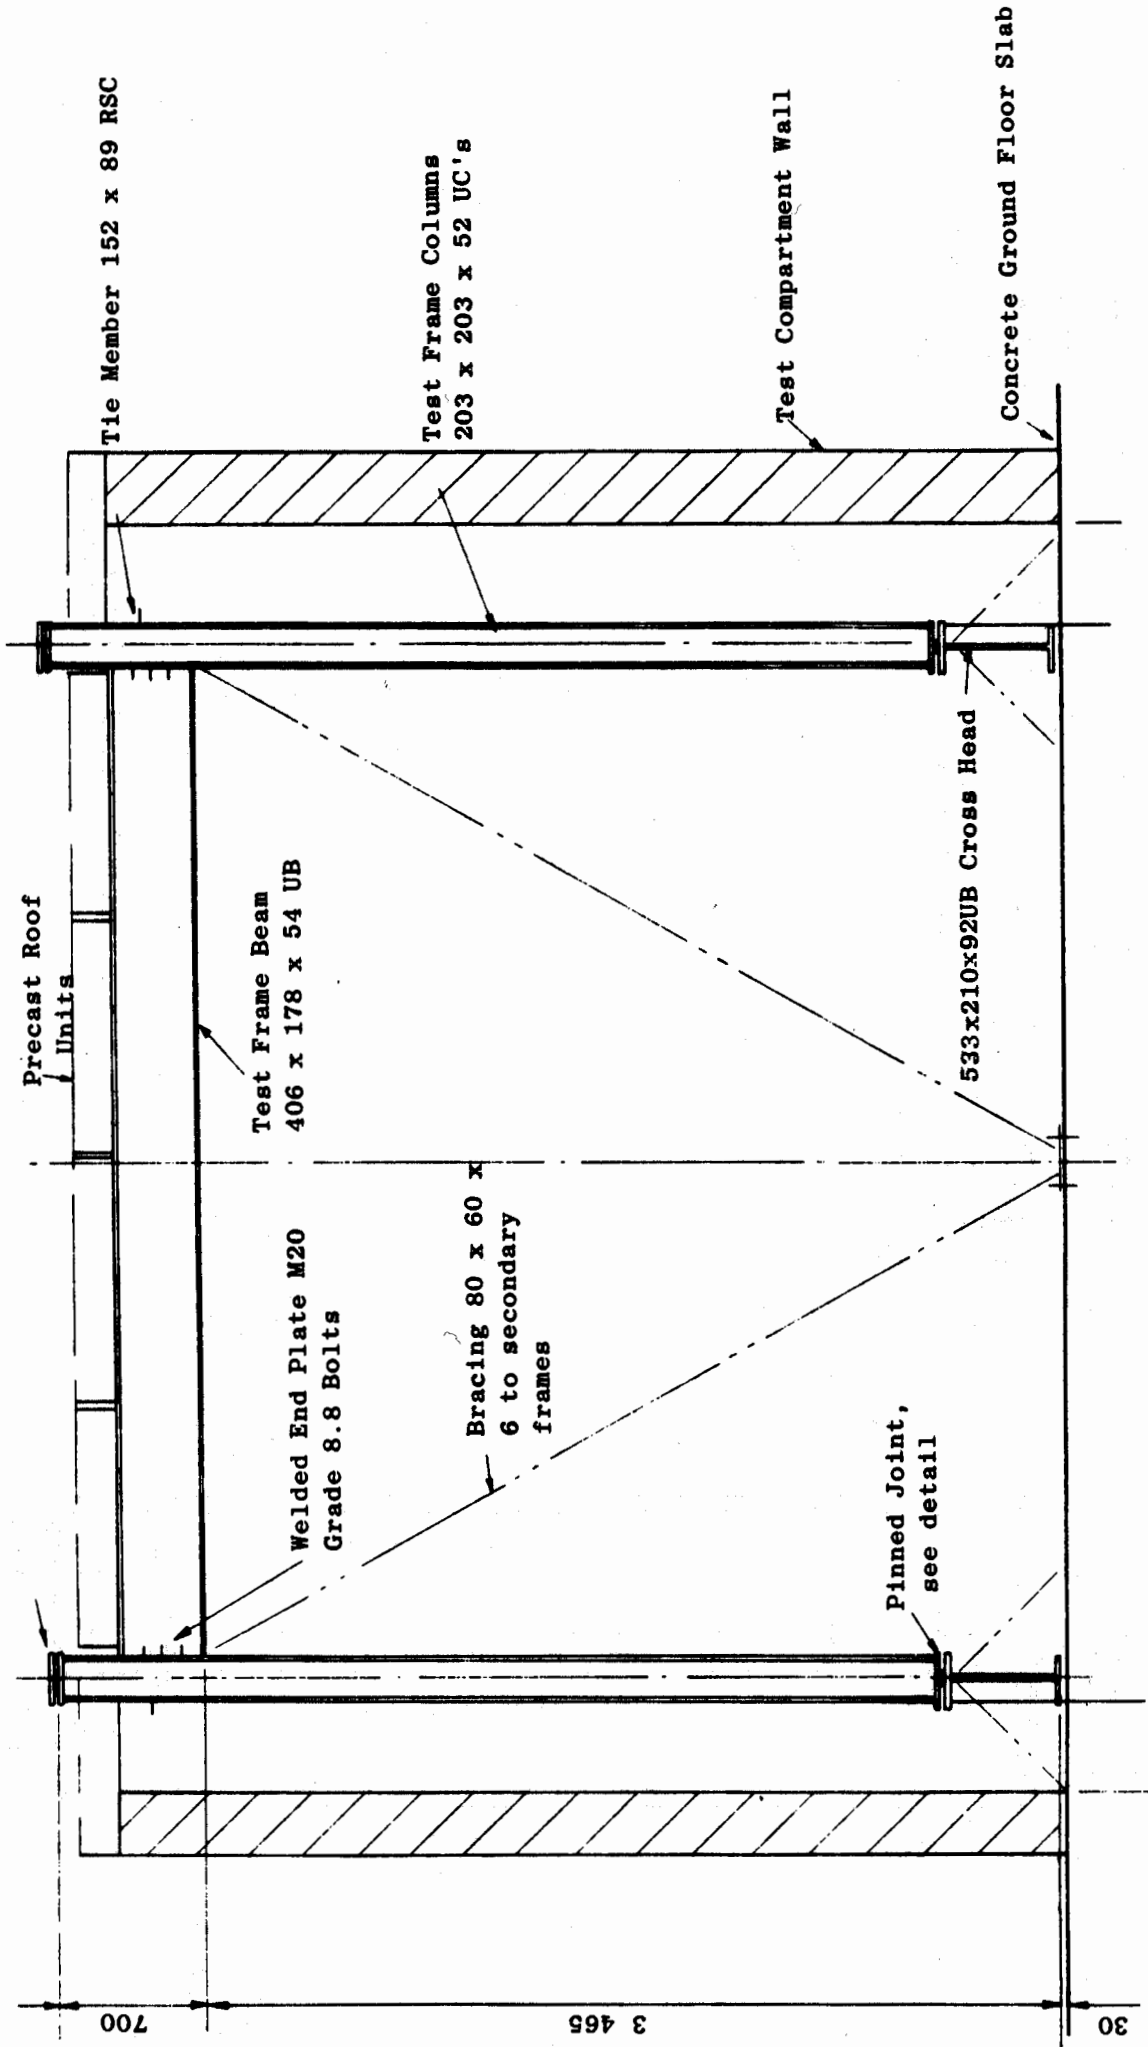 Precast Roof
Units
Tie Member 152 x 89 RSC
Test Frame Beam
406 x 178 x 54 UB
Test Frame Columns
203 x 203 x 52 UC's
Welded End Plate M20
Grade 8.8 Bolts
Bracing 80 x 60 x
6 to secondary
frames
Test Compartment Wall
Pinned Joint,
see detail
533x210x92UB Cross Head
Concrete Ground Floor Slab
700
3 465
30